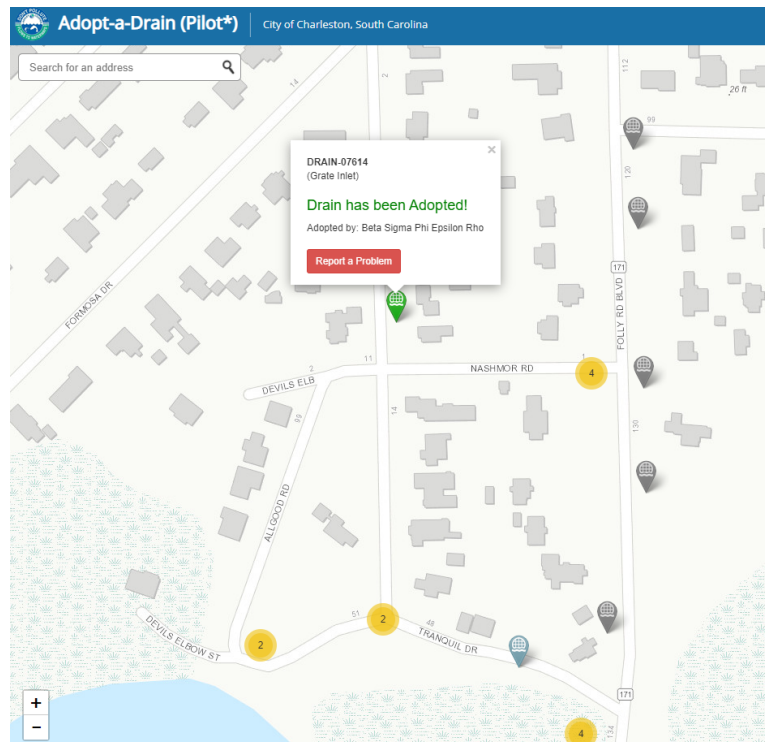 Adopt-a-Drain (Pilot*)
City of Charleston, South Carolina
Search for an address
14
2
112
26 ft
99
120
DRAIN-07614
(Grate Inlet)
×
Drain has been Adopted!
Adopted by: Beta Sigma Phi Epsilon Rho
Report a Problem
171
FOLLY RD BLVD
FORMOSA DR
2
11
NASHMOR RD
1
4
DEVILS ELB
95
14
130
ALLGOOD RD
51
2
48
TRANQUIL DR
DEVILS ELBOW ST
2
171
4
134
+
−